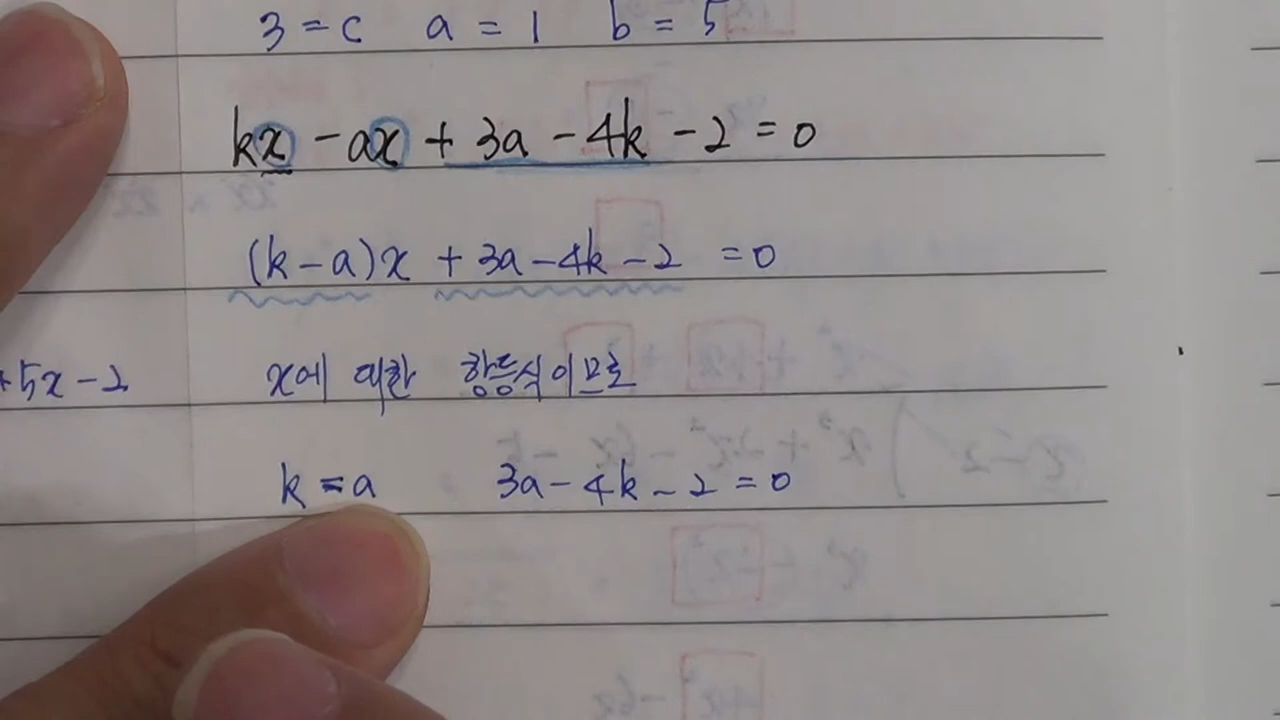 3 = c  a = 1  b = 5
kx - ax + 3a - 4k - 2 = 0
(k - a)x + 3a - 4k - 2 = 0
+5x - 2
x에 대한 항등식이므로
k = a  3a - 4k - 2 = 0